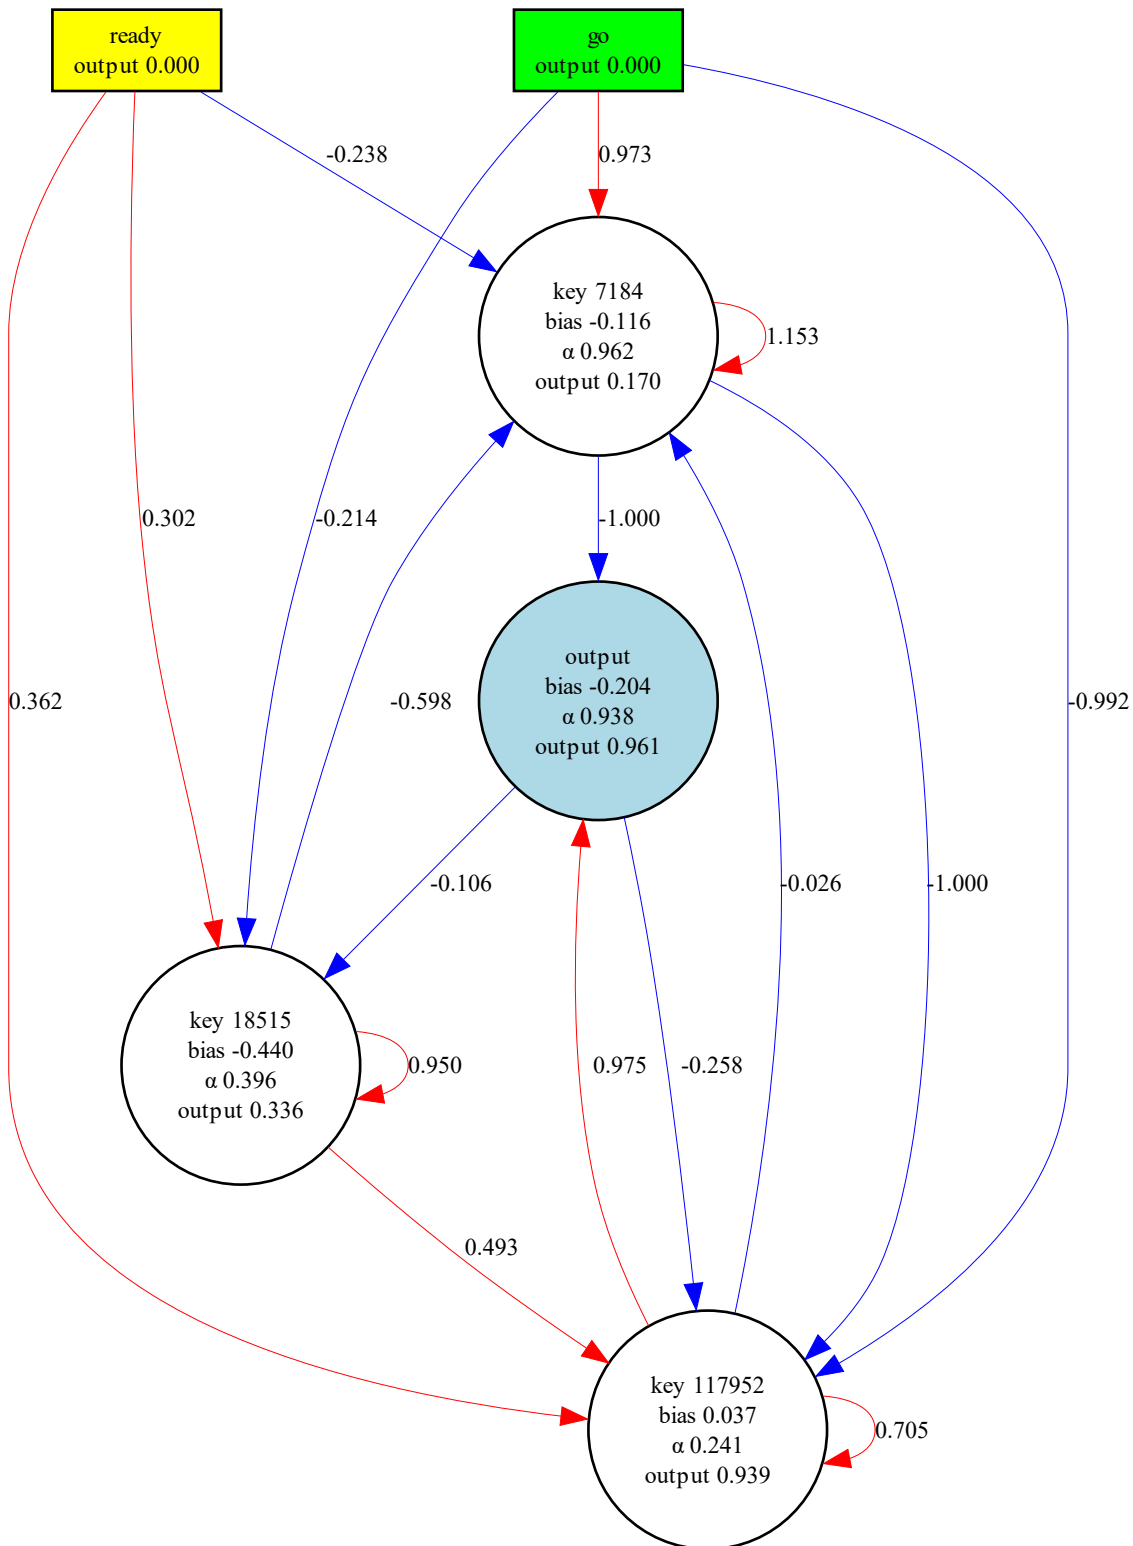 ready
output 0.000
go
output 0.000
-0.238
0.973
key 7184
bias -0.116
α 0.962
output 0.170
1.153
0.302
-0.214
-1.000
output
bias -0.204
α 0.938
output 0.961
0.362
-0.598
-0.992
-0.106
-0.026
-1.000
key 18515
bias -0.440
α 0.396
output 0.336
0.950
0.975
-0.258
0.493
key 117952
bias 0.037
α 0.241
output 0.939
0.705